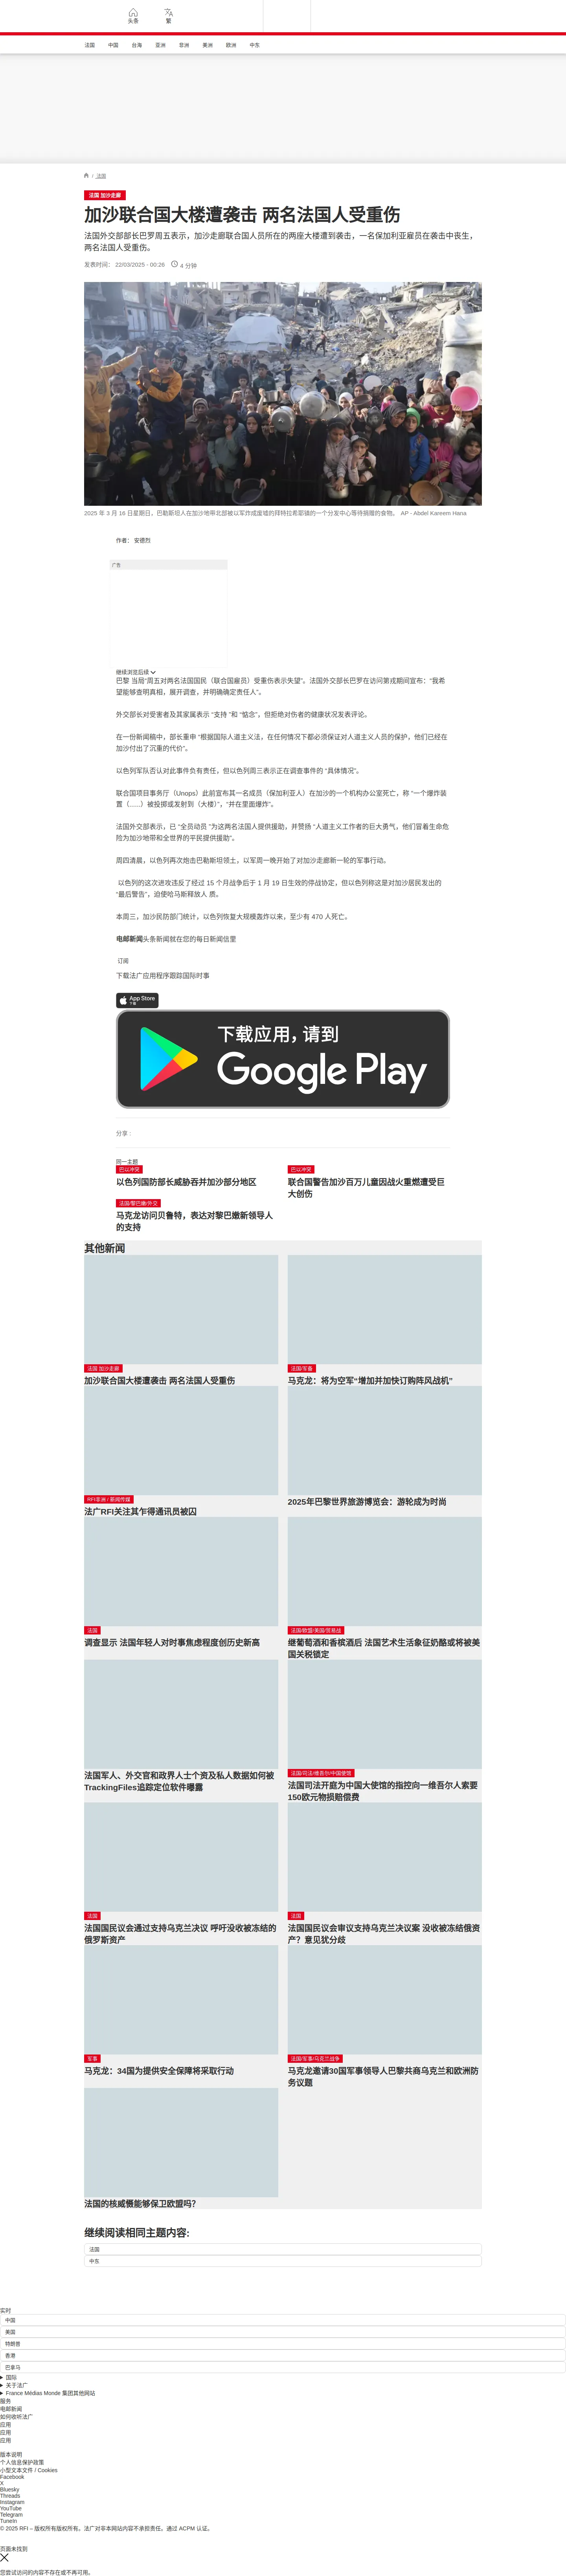 头条
繁
法国 中国 台海 亚洲 非洲 美洲 欧洲 中东
/ 法国
法国 加沙走廊
加沙联合国大楼遭袭击 两名法国人受重伤
法国外交部部长巴罗周五表示，加沙走廊联合国人员所在的两座大楼遭到袭击，一名保加利亚雇员在袭击中丧生，
两名法国人受重伤。
发表时间： 22/03/2025 - 00:26 4 分钟
2025 年 3 月 16 日星期日，巴勒斯坦人在加沙地带北部被以军炸成废墟的拜特拉希耶镇的一个分发中心等待捐赠的食物。 AP - Abdel Kareem Hana
作者： 安德烈
广告
继续浏览后续
巴黎 当局“周五对两名法国国民（联合国雇员）受重伤表示失望”。法国外交部长巴罗在访问第戎期间宣布：“我希
望能够查明真相，展开调查，并明确确定责任人”。
外交部长对受害者及其家属表示 “支持 ”和 “惦念”，但拒绝对伤者的健康状况发表评论。
在一份新闻稿中，部长重申 “根据国际人道主义法，在任何情况下都必须保证对人道主义人员的保护，他们已经在
加沙付出了沉重的代价”。
以色列军队否认对此事件负有责任，但以色列周三表示正在调查事件的 “具体情况”。
联合国项目事务厅（Unops）此前宣布其一名成员（保加利亚人）在加沙的一个机构办公室死亡，称 “一个爆炸装
置（......）被投掷或发射到（大楼）”，“并在里面爆炸”。
法国外交部表示，已 “全员动员 ”为这两名法国人提供援助，并赞扬 “人道主义工作者的巨大勇气，他们冒着生命危
险为加沙地带和全世界的平民提供援助”。
周四清晨，以色列再次炮击巴勒斯坦领土，以军周一晚开始了对加沙走廊新一轮的军事行动。
以色列的这次进攻违反了经过 15 个月战争后于 1 月 19 日生效的停战协定，但以色列称这是对加沙居民发出的
“最后警告”，迫使哈马斯释放人 质。
本周三，加沙民防部门统计，以色列恢复大规模轰炸以来，至少有 470 人死亡。
电邮新闻头条新闻就在您的每日新闻信里
订阅
下载法广应用程序跟踪国际时事
App Store
下载
下载应用，请到
Google Play
分享 :
同一主题
巴以冲突
以色列国防部长威胁吞并加沙部分地区
巴以冲突
联合国警告加沙百万儿童因战火重燃遭受巨
大创伤
法国/黎巴嫩/外交
马克龙访问贝鲁特，表达对黎巴嫩新领导人
的支持
其他新闻
法国 加沙走廊
加沙联合国大楼遭袭击 两名法国人受重伤
法国/军备
马克龙：将为空军“增加并加快订购阵风战机”
RFI非洲 / 新闻传媒
法广RFI关注其乍得通讯员被囚
2025年巴黎世界旅游博览会：游轮成为时尚
法国
调查显示 法国年轻人对时事焦虑程度创历史新高
法国/欧盟/美国/贸易战
继葡萄酒和香槟酒后 法国艺术生活象征奶酪或将被美
国关税锁定
法国军人、外交官和政界人士个资及私人数据如何被
TrackingFiles追踪定位软件曝露
法国/司法/维吾尔/中国使馆
法国司法开庭为中国大使馆的指控向一维吾尔人索要
150欧元物损赔偿费
法国
法国国民议会通过支持乌克兰决议 呼吁没收被冻结的
俄罗斯资产
法国
法国国民议会审议支持乌克兰决议案 没收被冻结俄资
产？意见犹分歧
军事
马克龙：34国为提供安全保障将采取行动
法国/军事/乌克兰战争
马克龙邀请30国军事领导人巴黎共商乌克兰和欧洲防
务议题
法国的核威慑能够保卫欧盟吗？
继续阅读相同主题内容:
法国
中东
实时
中国
美国
特朗普
香港
巴拿马
国际
关于法广
France Médias Monde 集团其他网站
服务
电邮新闻
如何收听法广
应用
应用
应用
版本说明
个人信息保护政策
小型文本文件 / Cookies
Facebook
X
Bluesky
Threads
Instagram
YouTube
Telegram
TuneIn
© 2025 RFI – 版权所有版权所有。法广对非本网站内容不承担责任。通过 ACPM 认证。
页面未找到
您尝试访问的内容不存在或不再可用。